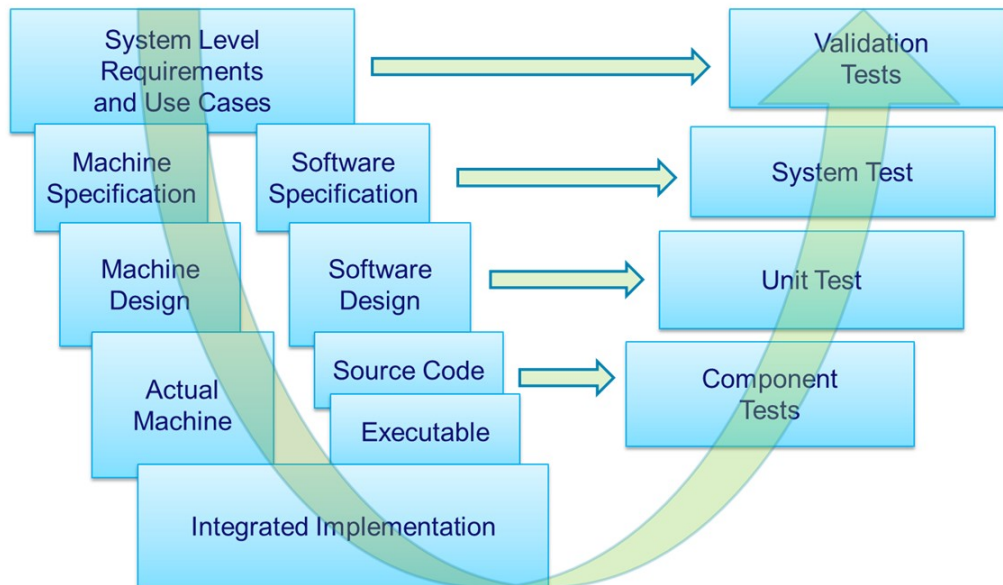 System Level
Requirements
and Use Cases
Validation
Tests
Machine
Specification
Software
Specification
System Test
Machine
Design
Software
Design
Unit Test
Actual
Machine
Source Code
Executable
Component
Tests
Integrated Implementation